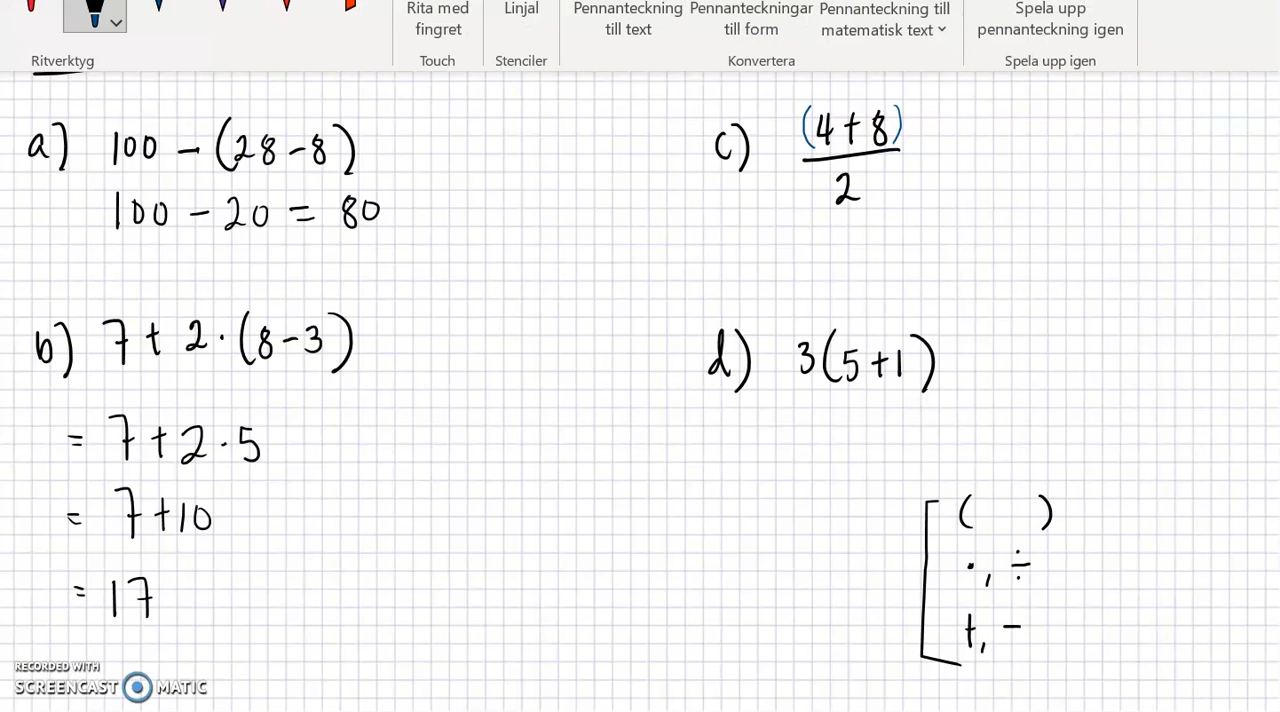 Rita med fingret
Linjal
Pennanteckning till text
Pennanteckningar till form
Pennanteckning till matematisk text
Spela upp pennanteckning igen
Ritverktyg
Touch
Stenciler
Konvertera
Spela upp igen
a) 100 - (28 - 8)
100 - 20 = 80
b) 7 + 2 · (8 - 3)
= 7 + 2 · 5
= 7 + 10
= 17
c) (4 + 8)
2
d) 3(5 + 1)
( )
·, ÷
+, -
RECORDED WITH
SCREENCAST MATIC